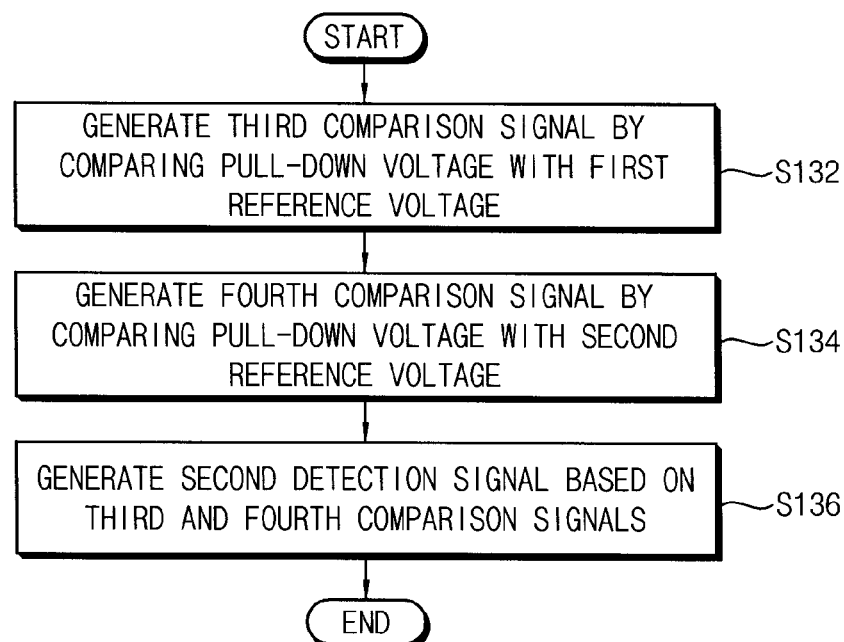 START
GENERATE THIRD COMPARISON SIGNAL BY
COMPARING PULL-DOWN VOLTAGE WITH FIRST
REFERENCE VOLTAGE
S132
GENERATE FOURTH COMPARISON SIGNAL BY
COMPARING PULL-DOWN VOLTAGE WITH SECOND
REFERENCE VOLTAGE
S134
GENERATE SECOND DETECTION SIGNAL BASED ON
THIRD AND FOURTH COMPARISON SIGNALS
S136
END